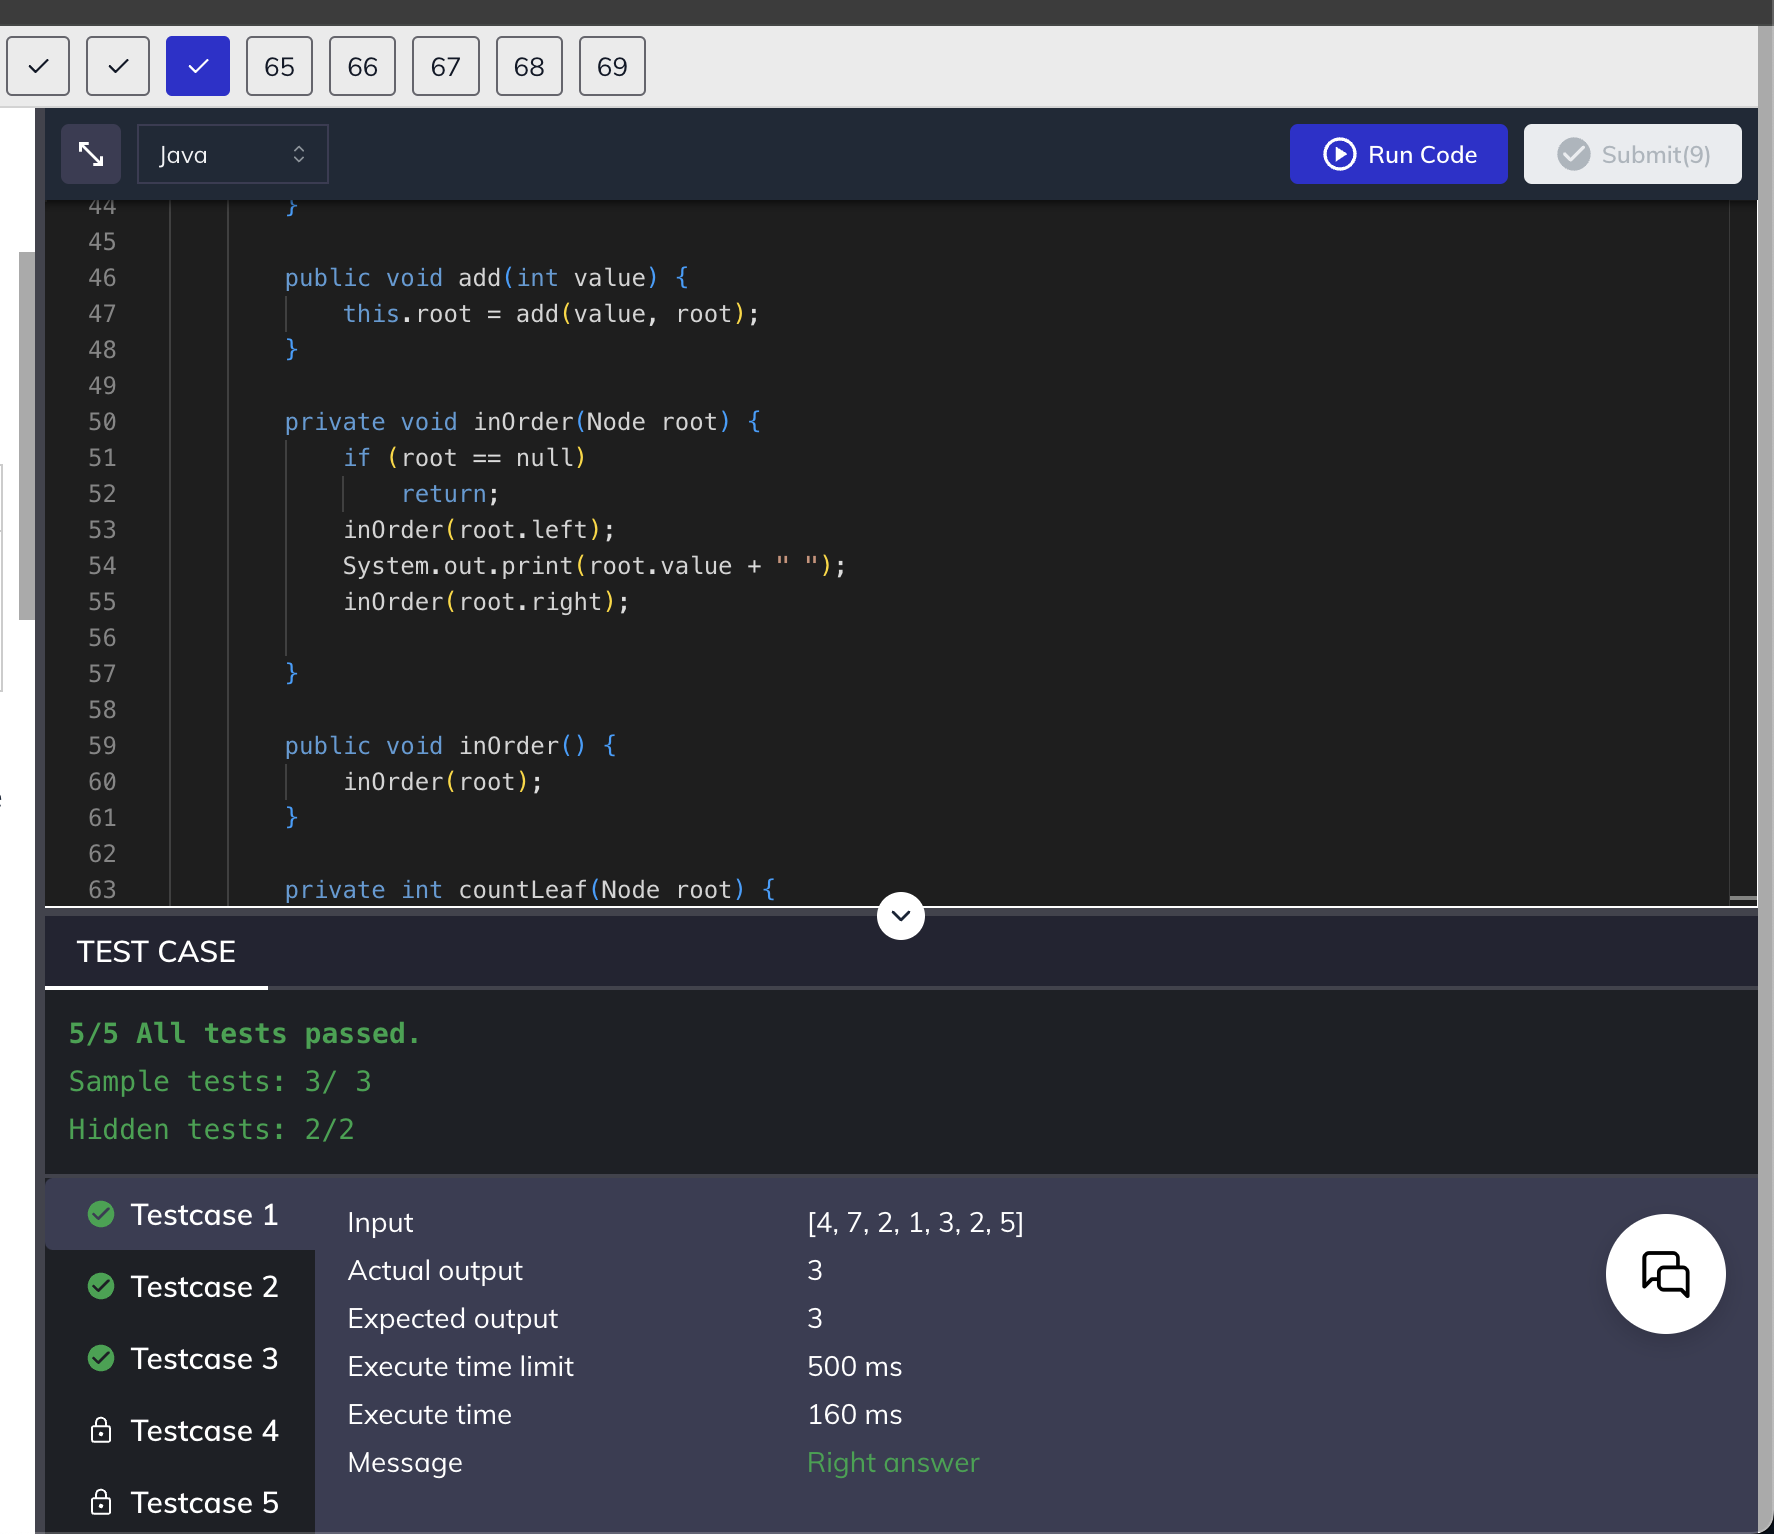 65 66 67 68 69
Java Run Code Submit(9)
44 }
45
46 public void add(int value) {
47 this.root = add(value, root);
48 }
49
50 private void inOrder(Node root) {
51 if (root == null)
52 return;
53 inOrder(root.left);
54 System.out.print(root.value + " ");
55 inOrder(root.right);
56
57 }
58
59 public void inOrder() {
60 inOrder(root);
61 }
62
63 private int countLeaf(Node root) {
TEST CASE
5/5 All tests passed.
Sample tests: 3/ 3
Hidden tests: 2/2
Testcase 1
Testcase 2
Testcase 3
Testcase 4
Testcase 5
Input [4, 7, 2, 1, 3, 2, 5]
Actual output 3
Expected output 3
Execute time limit 500 ms
Execute time 160 ms
Message Right answer